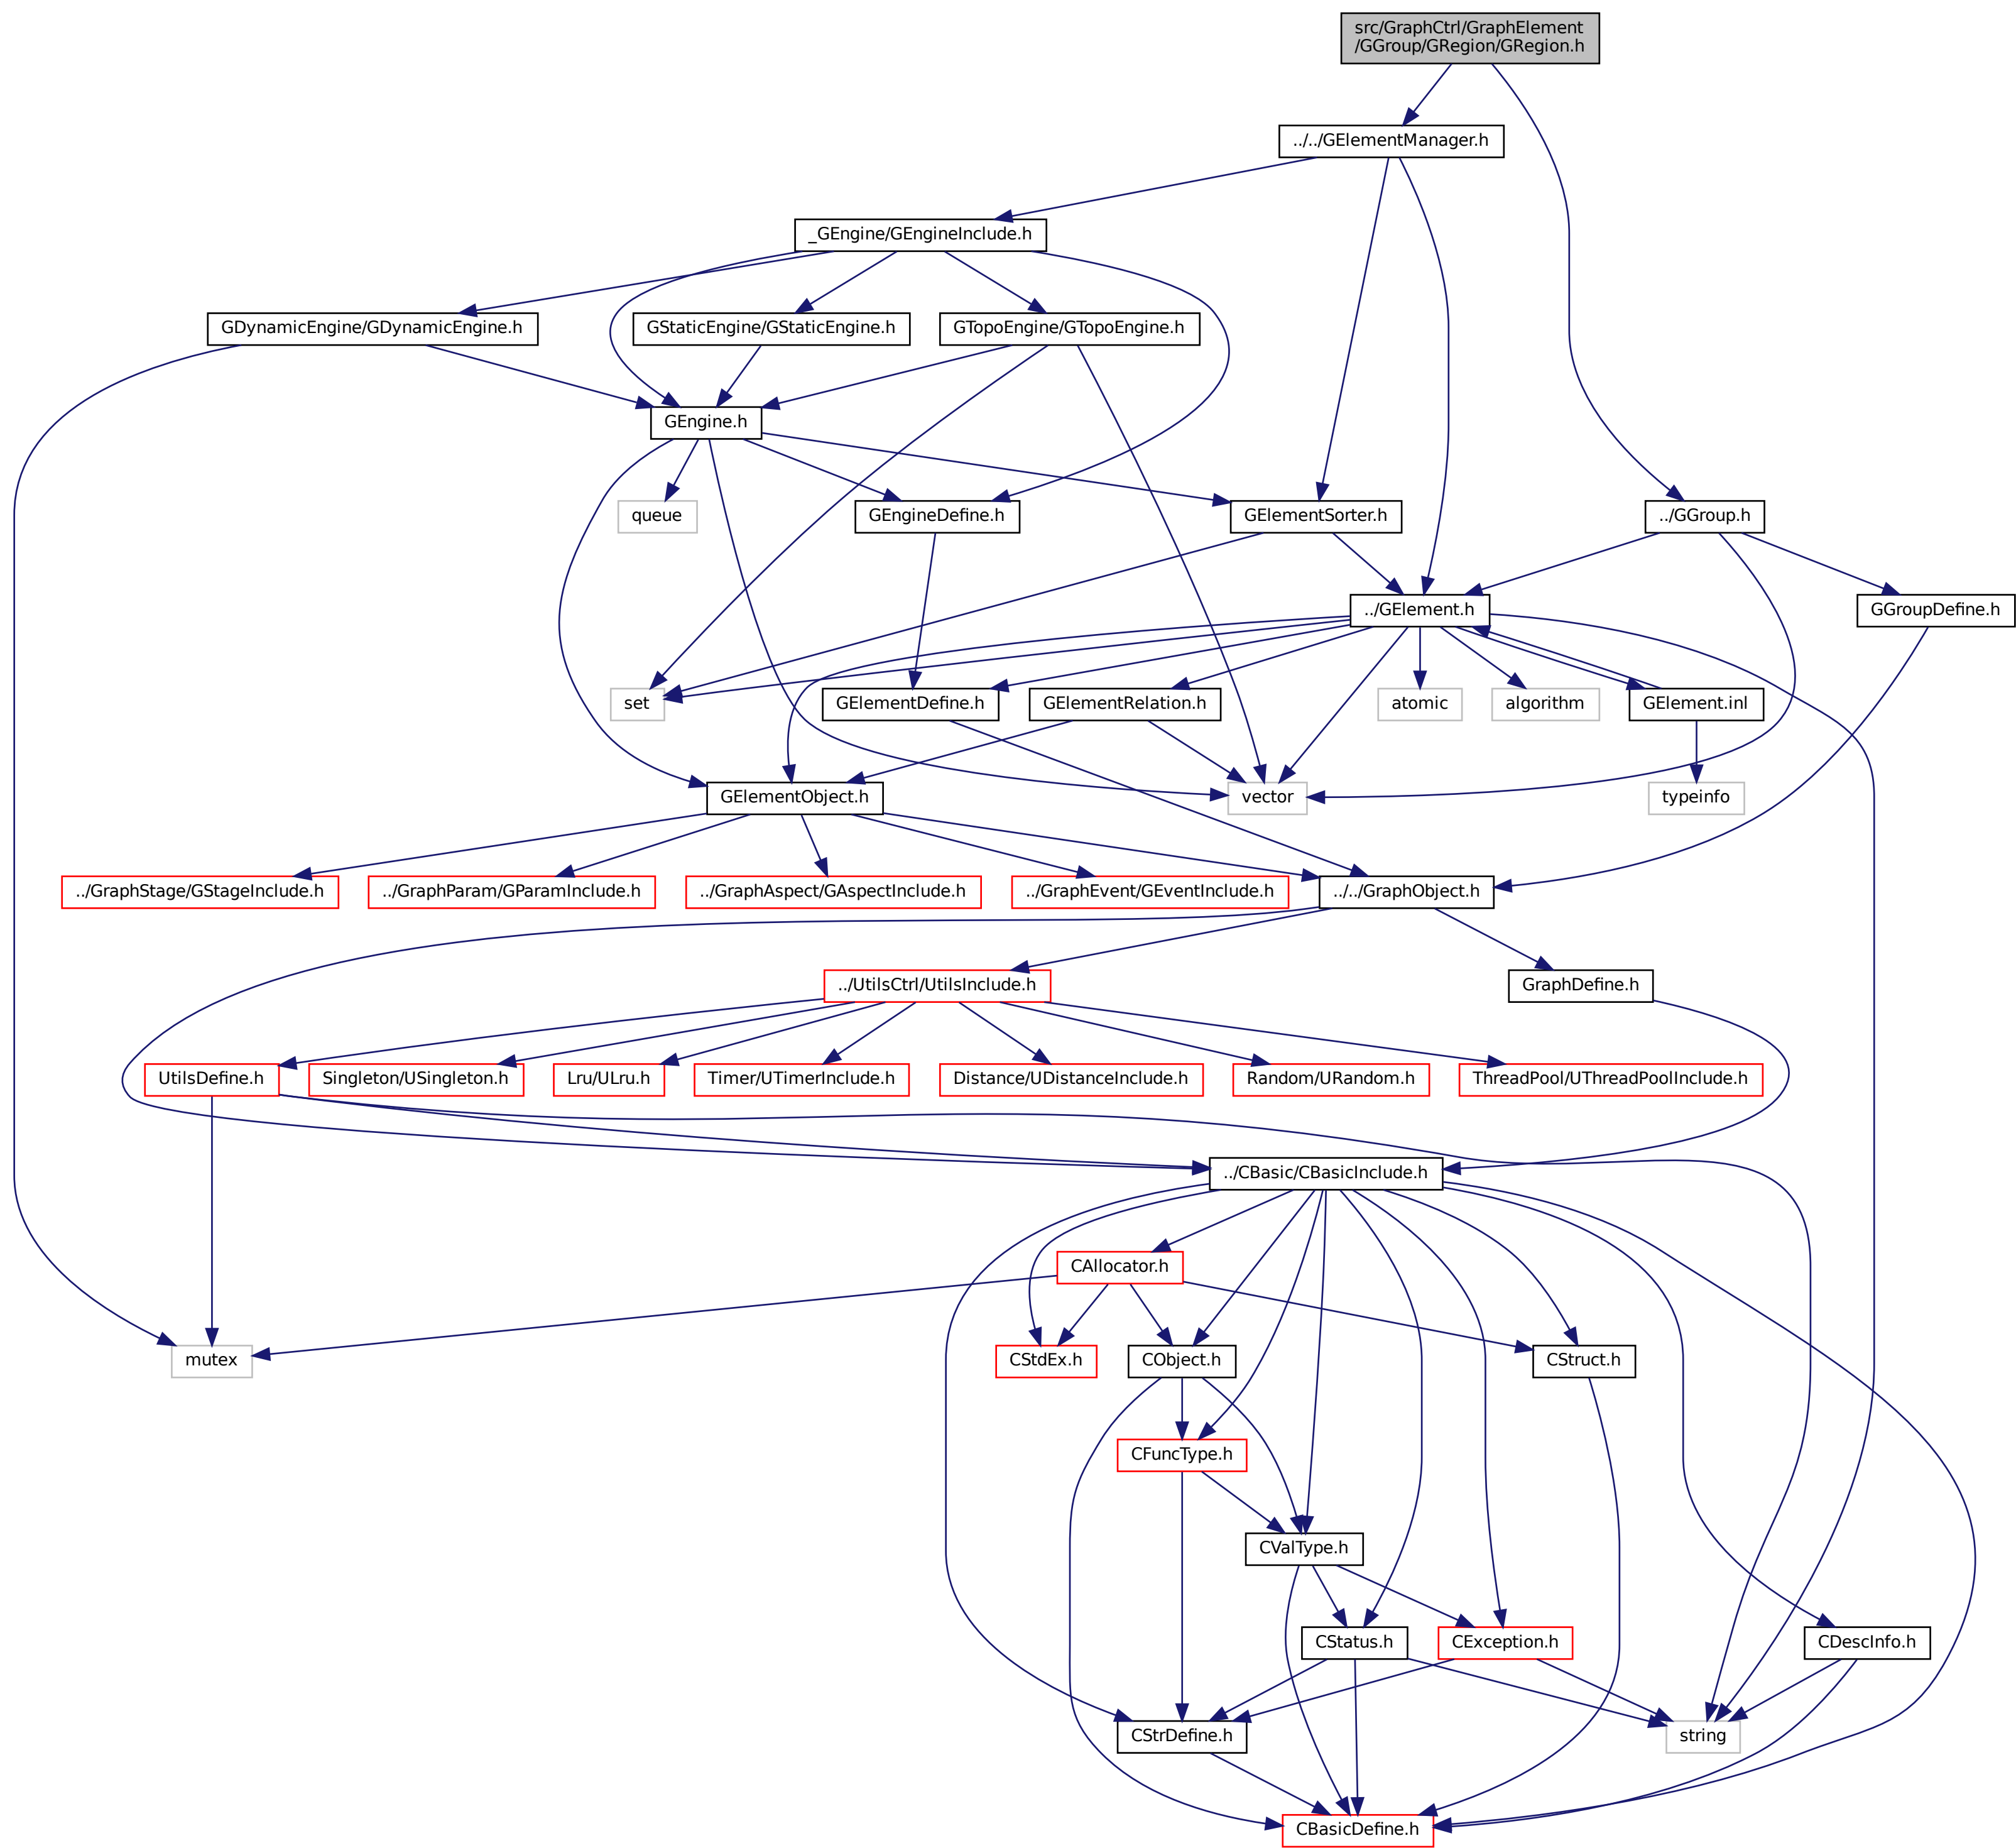 src/GraphCtrl/GraphElement
/GGroup/GRegion/GRegion.h
../../GElementManager.h
_GEngine/GEngineInclude.h
GDynamicEngine/GDynamicEngine.h
GStaticEngine/GStaticEngine.h
GTopoEngine/GTopoEngine.h
GEngine.h
queue
GEngineDefine.h
GElementSorter.h
../GGroup.h
../GElement.h
GGroupDefine.h
set
GElementDefine.h
GElementRelation.h
atomic
algorithm
GElement.inl
GElementObject.h
vector
typeinfo
../GraphStage/GStageInclude.h
../GraphParam/GParamInclude.h
../GraphAspect/GAspectInclude.h
../GraphEvent/GEventInclude.h
../../GraphObject.h
../UtilsCtrl/UtilsInclude.h
GraphDefine.h
UtilsDefine.h
Singleton/USingleton.h
Lru/ULru.h
Timer/UTimerInclude.h
Distance/UDistanceInclude.h
Random/URandom.h
ThreadPool/UThreadPoolInclude.h
../CBasic/CBasicInclude.h
CAllocator.h
mutex
CStdEx.h
CObject.h
CStruct.h
CFuncType.h
CValType.h
CStatus.h
CException.h
CDescInfo.h
CStrDefine.h
string
CBasicDefine.h